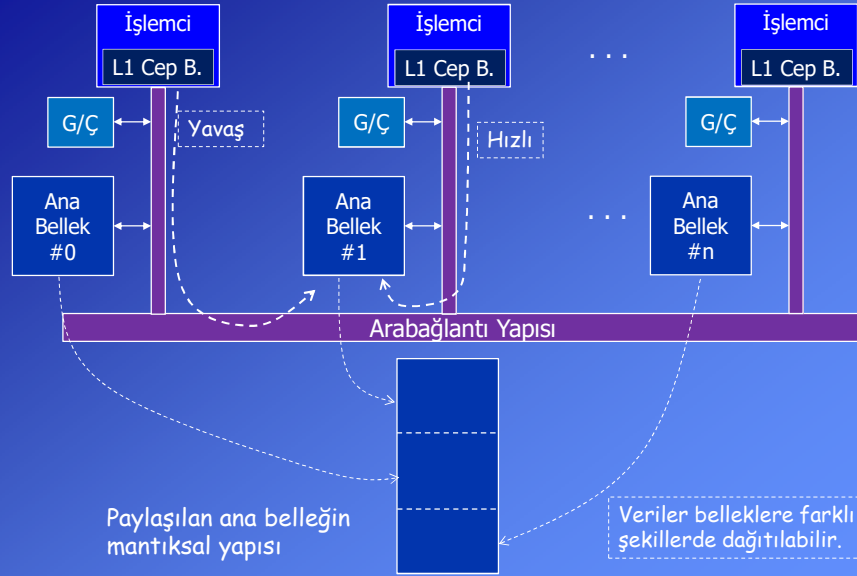 İşlemci
L1 Cep B.
İşlemci
L1 Cep B.
. . .
İşlemci
L1 Cep B.
G/Ç
Yavaş
G/Ç
Hızlı
G/Ç
Ana
Bellek
#0
Ana
Bellek
#1
. . .
Ana
Bellek
#n
Arabağlantı Yapısı
Paylaşılan ana belleğin
mantıksal yapısı
Veriler belleklere farklı
şekillerde dağıtılabilir.